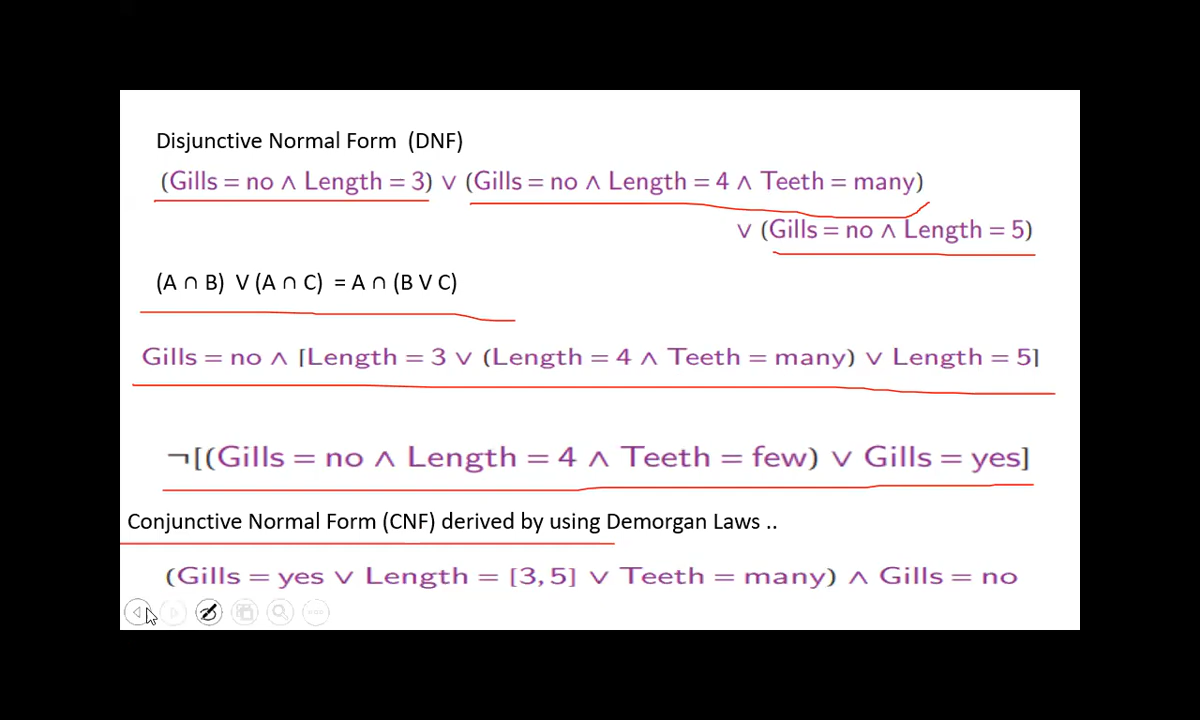 Disjunctive Normal Form (DNF)
(Gills = no ∧ Length = 3) ∨ (Gills = no ∧ Length = 4 ∧ Teeth = many)
∨ (Gills = no ∧ Length = 5)
(A ∩ B) V (A ∩ C) = A ∩ (B V C)
Gills = no ∧ [Length = 3 ∨ (Length = 4 ∧ Teeth = many) ∨ Length = 5]
¬[(Gills = no ∧ Length = 4 ∧ Teeth = few) ∨ Gills = yes]
Conjunctive Normal Form (CNF) derived by using Demorgan Laws ..
(Gills = yes ∨ Length = [3, 5] ∨ Teeth = many) ∧ Gills = no